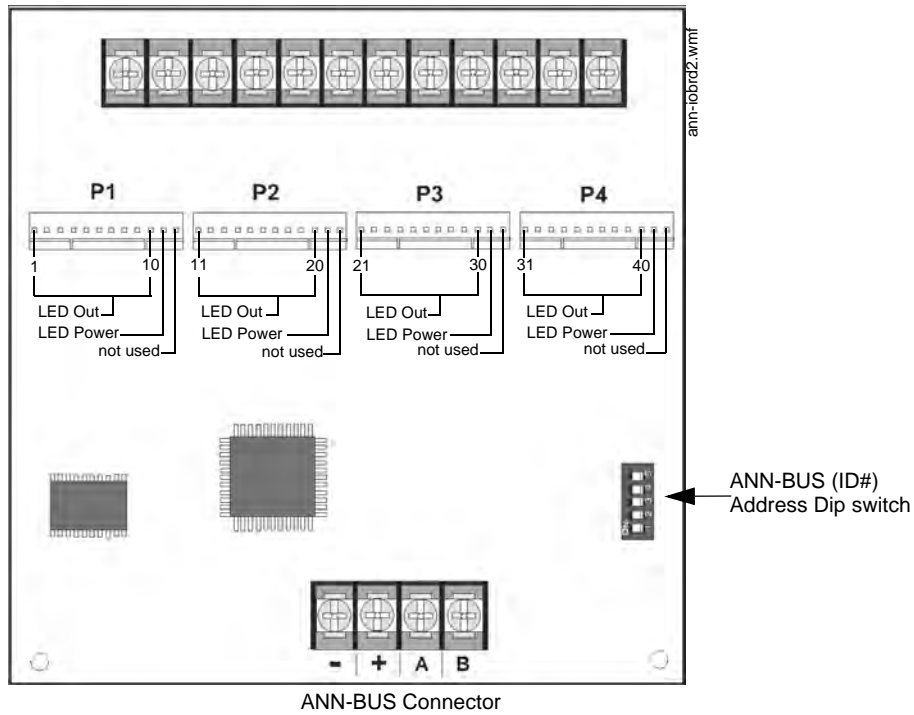 ann-iobrd2.wmf
P1 P2 P3 P4
1 10 11 20 21 30 31 40
LED Out LED Out LED Out LED Out
LED Power LED Power LED Power LED Power
not used not used not used not used
ANN-BUS (ID#)
Address Dip switch
- + A B
ANN-BUS Connector